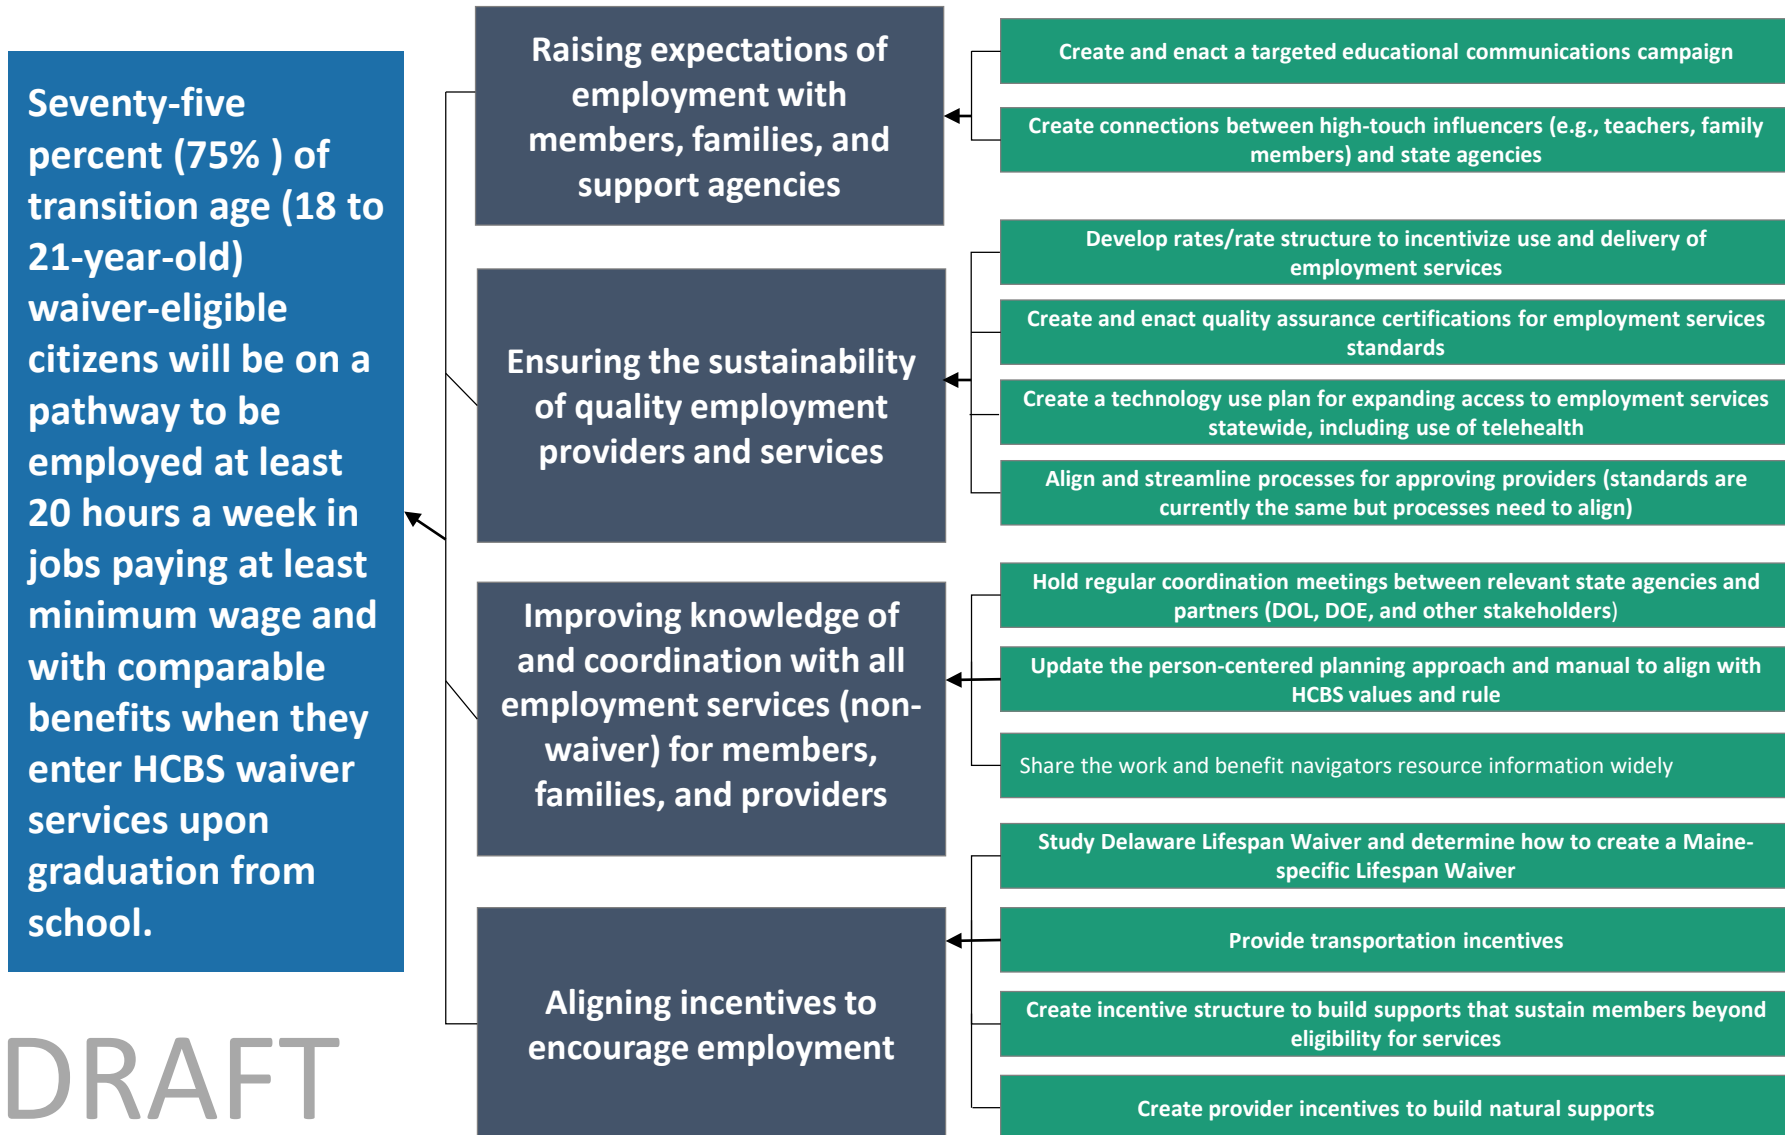 Seventy-five
percent (75% ) of
transition age (18 to
21-year-old)
waiver-eligible
citizens will be on a
pathway to be
employed at least
20 hours a week in
jobs paying at least
minimum wage and
with comparable
benefits when they
enter HCBS waiver
services upon
graduation from
school.
DRAFT
Raising expectations of
employment with
members, families, and
support agencies
Create and enact a targeted educational communications campaign
Create connections between high-touch influencers (e.g., teachers, family
members) and state agencies
Ensuring the sustainability
of quality employment
providers and services
Develop rates/rate structure to incentivize use and delivery of
employment services
Create and enact quality assurance certifications for employment services
standards
Create a technology use plan for expanding access to employment services
statewide, including use of telehealth
Align and streamline processes for approving providers (standards are
currently the same but processes need to align)
Improving knowledge of
and coordination with all
employment services (non-
waiver) for members,
families, and providers
Hold regular coordination meetings between relevant state agencies and
partners (DOL, DOE, and other stakeholders)
Update the person-centered planning approach and manual to align with
HCBS values and rule
Share the work and benefit navigators resource information widely
Aligning incentives to
encourage employment
Study Delaware Lifespan Waiver and determine how to create a Maine-
specific Lifespan Waiver
Provide transportation incentives
Create incentive structure to build supports that sustain members beyond
eligibility for services
Create provider incentives to build natural supports